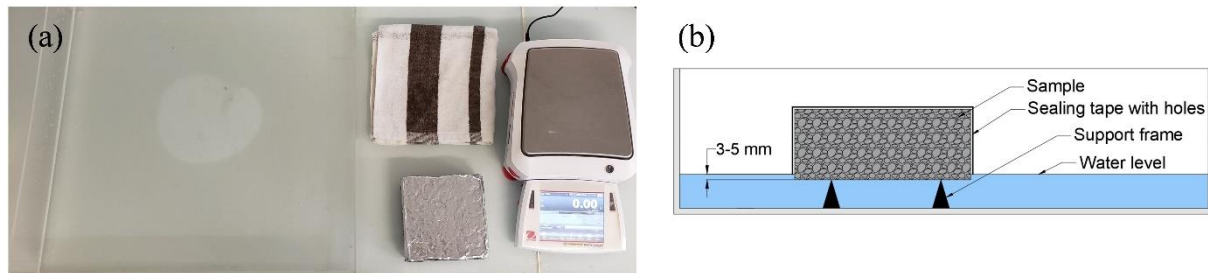 (a)
0.00
(b)
Sample
Sealing tape with holes
Support frame
3-5 mm
Water level